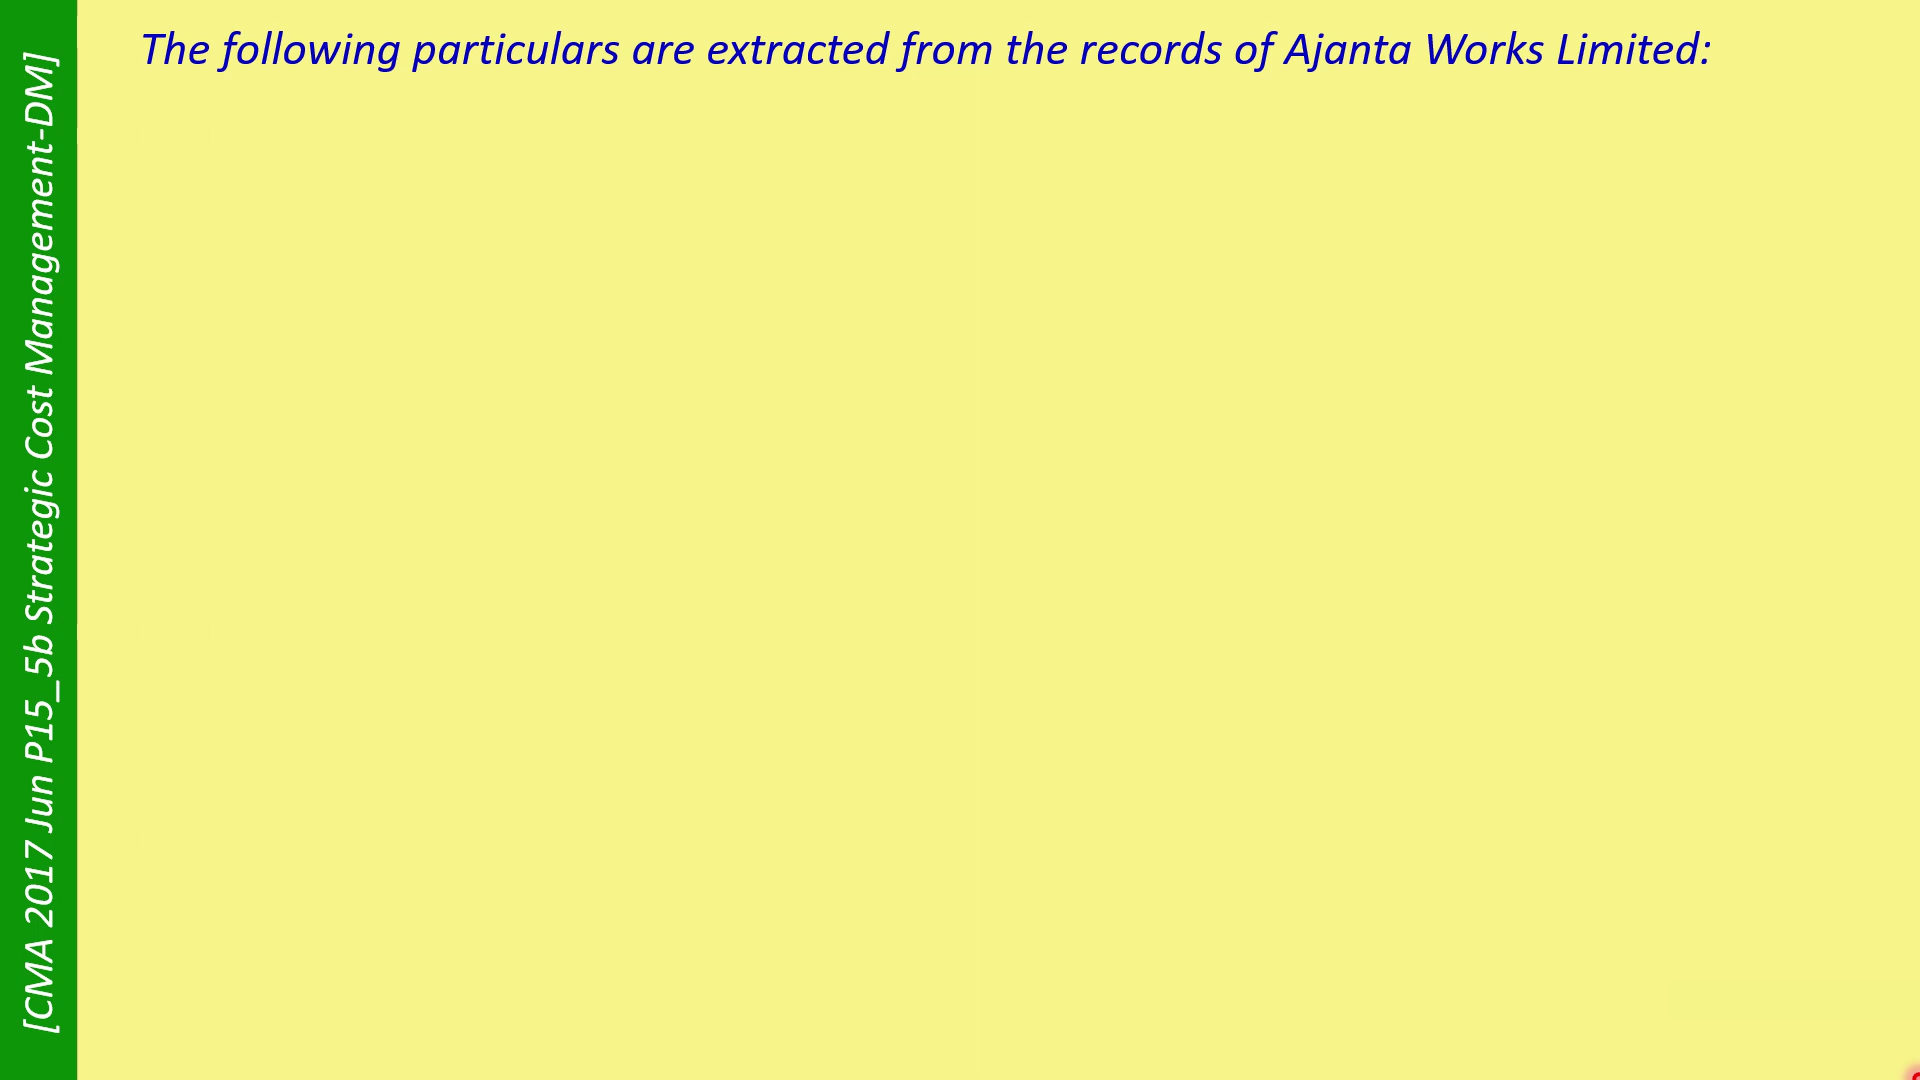 The following particulars are extracted from the records of Ajanta Works Limited:
[CMA 2017 Jun P15_5b Strategic Cost Management-DM]